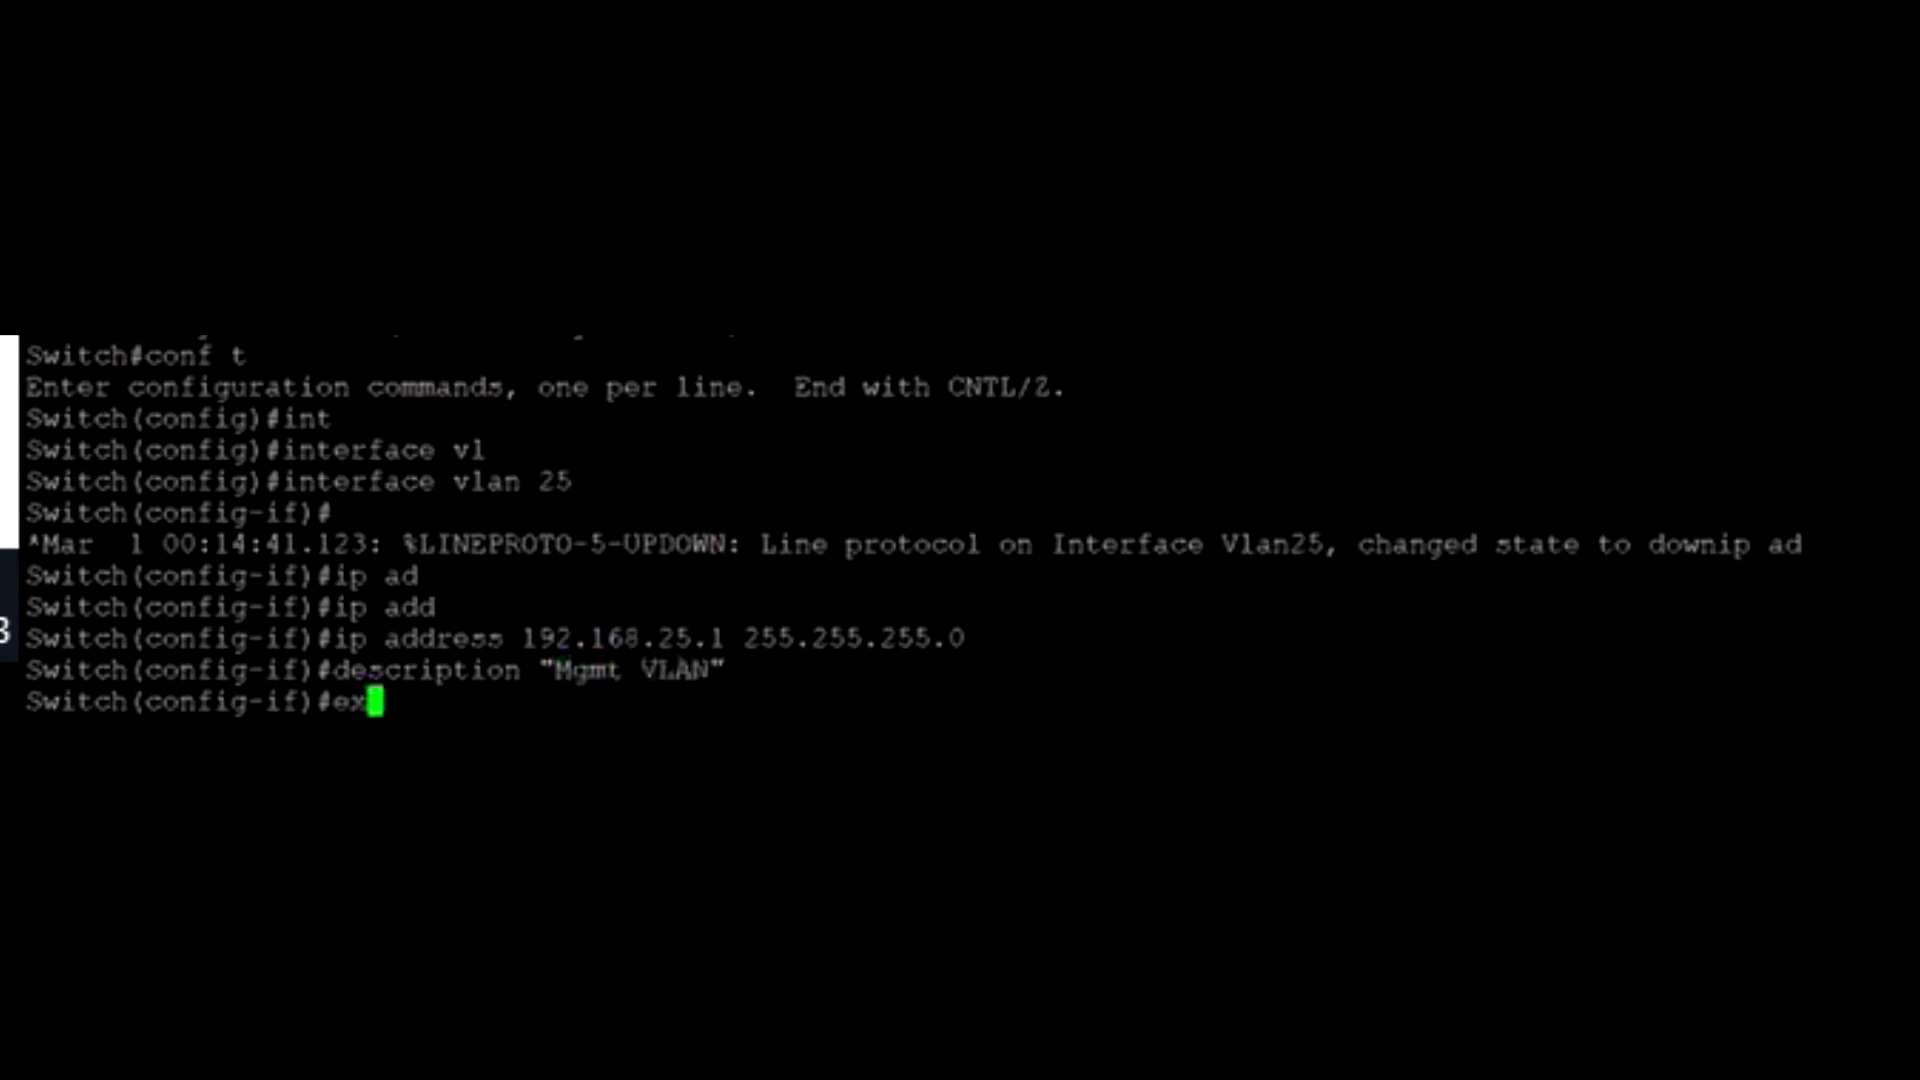 Switch#conf t
Enter configuration commands, one per line.  End with CNTL/Z.
Switch(config)#int
Switch(config)#interface vl
Switch(config)#interface vlan 25
Switch(config-if)#
*Mar  1 00:14:41.123: %LINEPROTO-5-UPDOWN: Line protocol on Interface Vlan25, changed state to downip ad
Switch(config-if)#ip ad
Switch(config-if)#ip add
Switch(config-if)#ip address 192.168.25.1 255.255.255.0
Switch(config-if)#description "Mgmt VLAN"
Switch(config-if)#ex